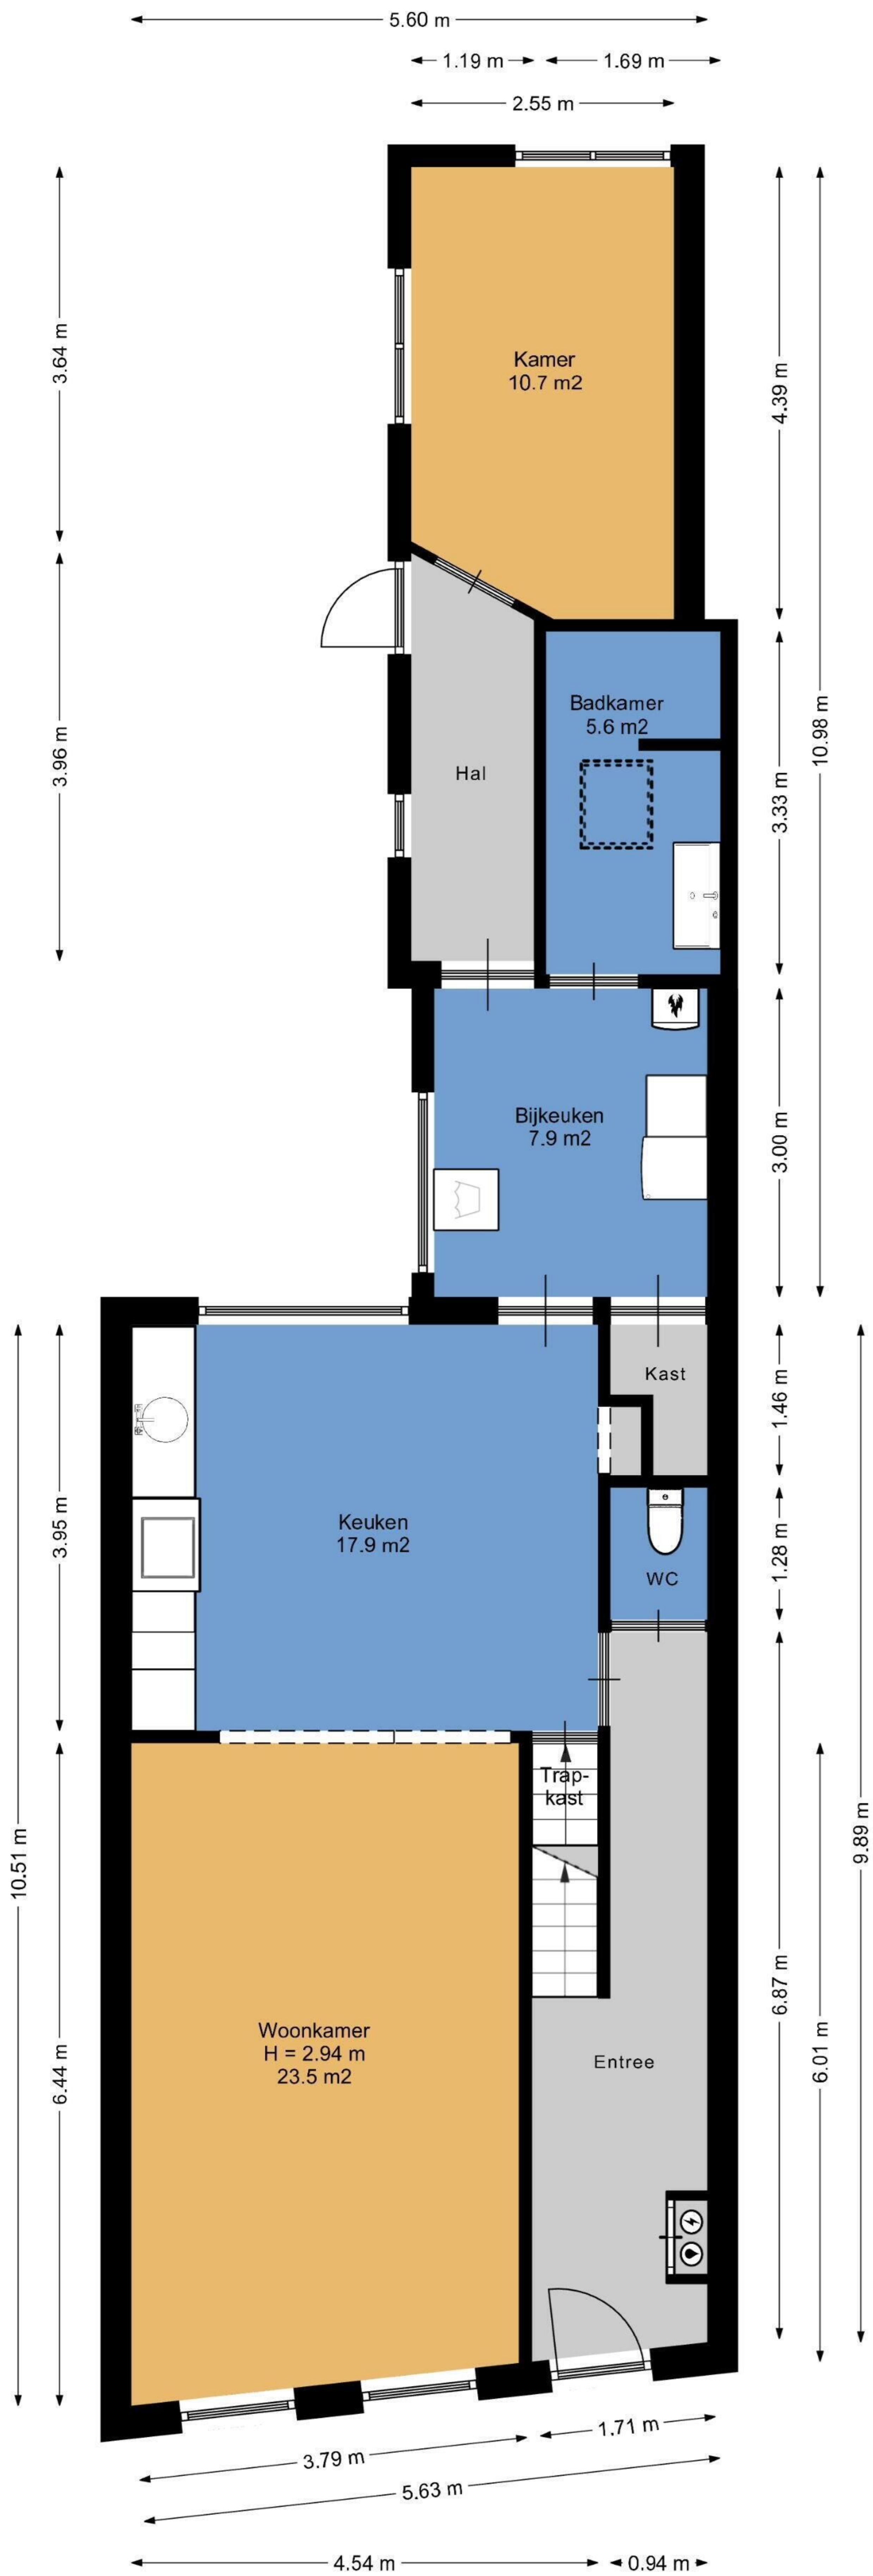 5.60 m
1.19 m
1.69 m
2.55 m
3.64 m
4.39 m
Kamer
10.7 m2
3.96 m
10.98 m
3.33 m
Badkamer
5.6 m2
Hal
3.00 m
Bijkeuken
7.9 m2
Kast
1.46 m
3.95 m
Keuken
17.9 m2
1.28 m
WC
Trap-
kast
10.51 m
9.89 m
6.87 m
6.44 m
6.01 m
Woonkamer
H = 2.94 m
23.5 m2
Entree
1.71 m
3.79 m
5.63 m
4.54 m
0.94 m